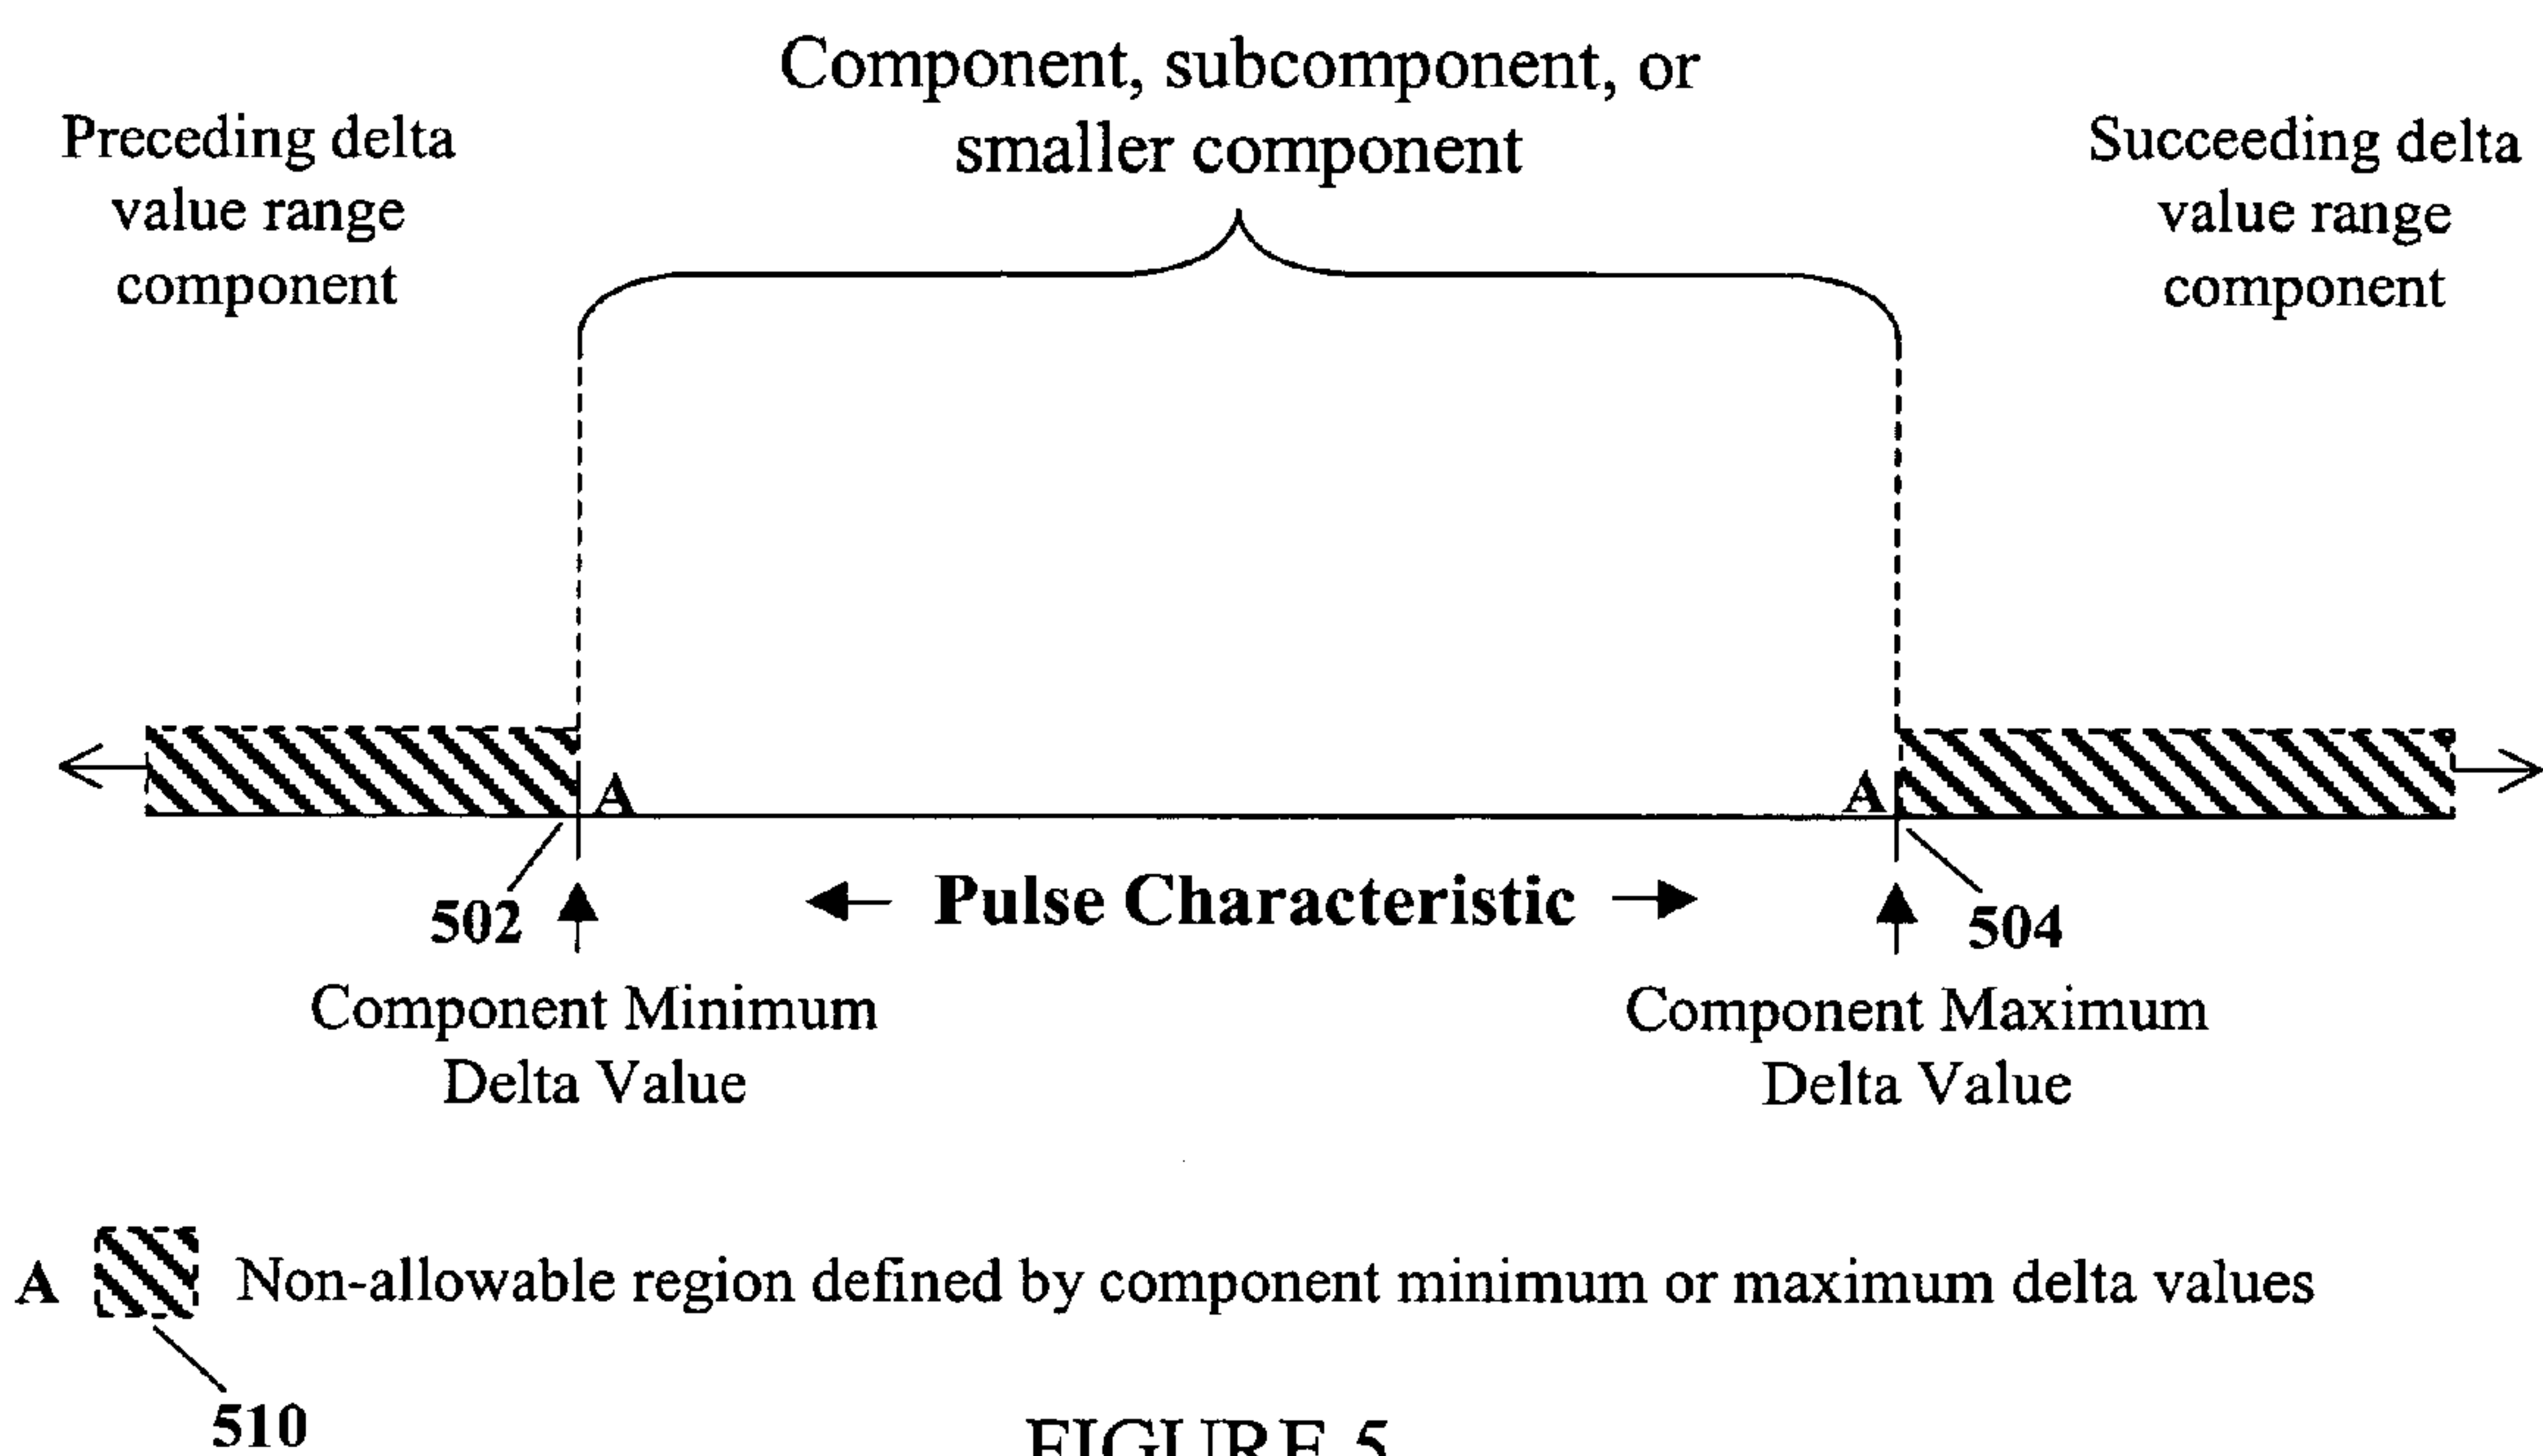 Component, subcomponent, or
smaller component
Preceding delta
value range
component
Succeeding delta
value range
component
A
A
502
Pulse Characteristic
504
Component Minimum
Delta Value
Component Maximum
Delta Value
A Non-allowable region defined by component minimum or maximum delta values
510
FIGURE 5